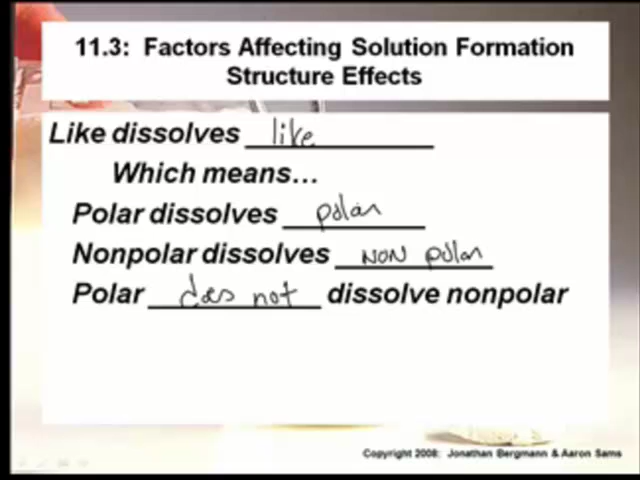 11.3: Factors Affecting Solution Formation
Structure Effects
Like dissolves like
Which means...
Polar dissolves polar
Nonpolar dissolves NON polar
Polar does not dissolve nonpolar
Copyright 2008: Jonathan Bergmann & Aaron Sams